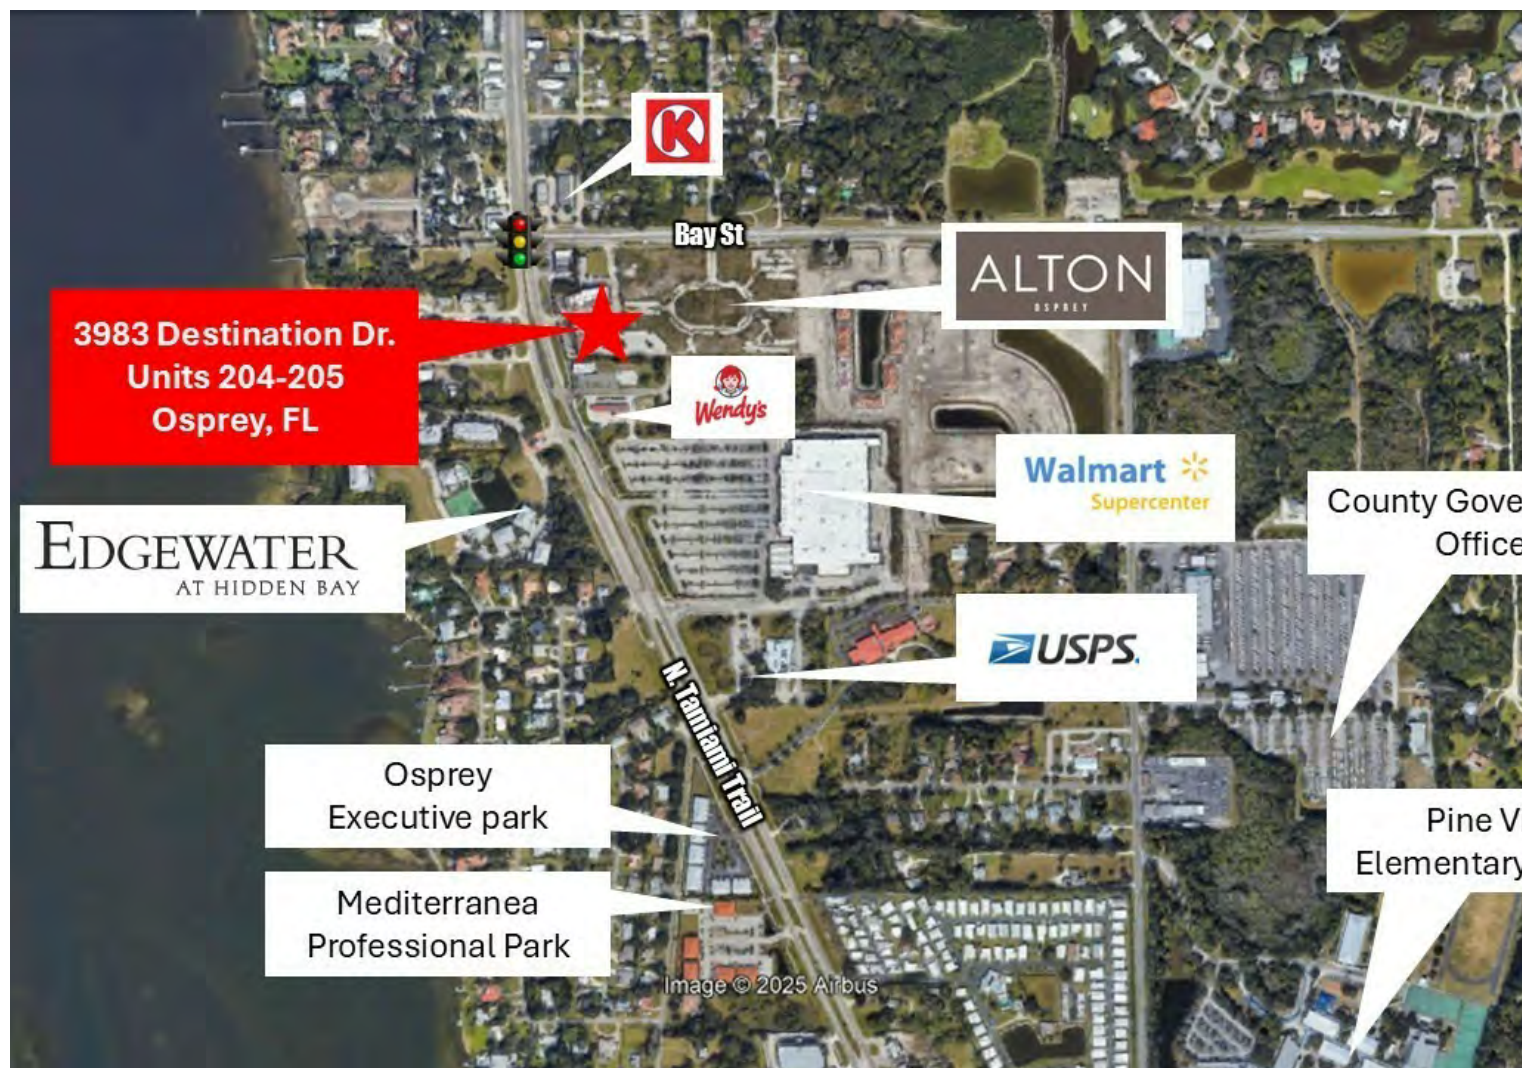 K
Bay St
ALTON
OSPREY
3983 Destination Dr.
Units 204-205
Osprey, FL
Wendy's
Walmart
Supercenter
County Gove
Office
EDGEWATER
AT HIDDEN BAY
USPS.
N. Tamiami Trail
Osprey
Executive park
Pine V
Elementary
Mediterranea
Professional Park
Image © 2025 Airbus